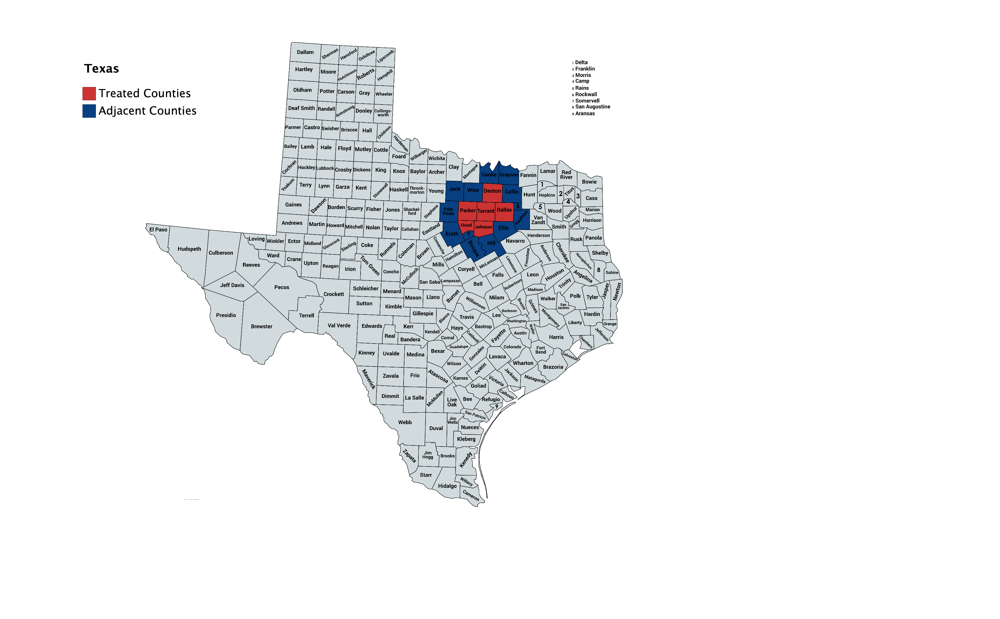 Texas
Treated Counties
Adjacent Counties
1 Delta
2 Franklin
3 Morris
4 Camp
5 Rains
6 Rockwall
7 Somervell
8 San Augustine
9 Aransas
Dallam
Sherman
Hansford
Ochiltree
Lipscomb
Hartley
Moore
Hutchinson
Roberts
Hemphill
Oldham
Potter
Carson
Gray
Wheeler
Deaf Smith
Randall
Armstrong
Donley
Collings-
worth
Parmer
Castro
Swisher
Briscoe
Hall
Childress
Hardeman
Bailey
Lamb
Hale
Floyd
Motley
Cottle
Foard
Wilbarger
Wichita
Clay
Montague
Cooke
Grayson
Fannin
Lamar
Red
River
Bowie
Cochran
Hockley
Lubbock
Crosby
Dickens
King
Knox
Baylor
Archer
Yoakum
Terry
Lynn
Garza
Kent
Stonewall
Haskell
Throck-
morton
Young
Jack
Wise
Denton
Collin
Hunt
1
Hopkins
2
Titus
3
4
Cass
Gaines
Dawson
Borden
Scurry
Fisher
Jones
Shackel-
ford
Stephens
Palo
Pinto
Parker
Tarrant
Dallas
6
Kaufman
5
Wood
Upshur
Marion
Harrison
Andrews
Martin
Howard
Mitchell
Nolan
Taylor
Callahan
Eastland
Erath
Hood
7
Johnson
Ellis
Van
Zandt
Smith
Gregg
Rusk
Panola
El Paso
Hudspeth
Culberson
Reeves
Loving
Winkler
Ector
Midland
Glasscock
Sterling
Coke
Runnels
Coleman
Brown
Comanche
Hamilton
Bosque
Hill
Navarro
Henderson
Freestone
Anderson
Cherokee
Nacogdoches
Shelby
Ward
Crane
Upton
Reagan
Irion
Tom Green
Concho
McCulloch
Mills
San Saba
Lampasas
Coryell
McLennan
Limestone
Falls
Bell
Robertson
Leon
Houston
Angelina
8
Sabine
Jeff Davis
Pecos
Crockett
Schleicher
Menard
Mason
Llano
Burnet
Williamson
Milam
Brazos
Madison
Grimes
Walker
Trinity
San
Jacinto
Polk
Tyler
Jasper
Newton
Presidio
Brewster
Terrell
Val Verde
Sutton
Kimble
Gillespie
Blanco
Travis
Lee
Burleson
Washington
Montgomery
Liberty
Hardin
Orange
Jefferson
Edwards
Real
Kerr
Bandera
Kendall
Comal
Hays
Caldwell
Bastrop
Fayette
Austin
Waller
Harris
Chambers
Kinney
Uvalde
Medina
Bexar
Guadalupe
Gonzales
Lavaca
Colorado
Fort
Bend
Galveston
Wilson
Wharton
Brazoria
Maverick
Zavala
Frio
Atascosa
Karnes
DeWitt
Jackson
Matagorda
Victoria
Goliad
Calhoun
Dimmit
La Salle
McMullen
Live
Oak
Bee
Refugio
9
San Patricio
Webb
Duval
Jim
Wells
Nueces
Kleberg
Zapata
Jim
Hogg
Brooks
Kenedy
Starr
Hidalgo
Willacy
Cameron